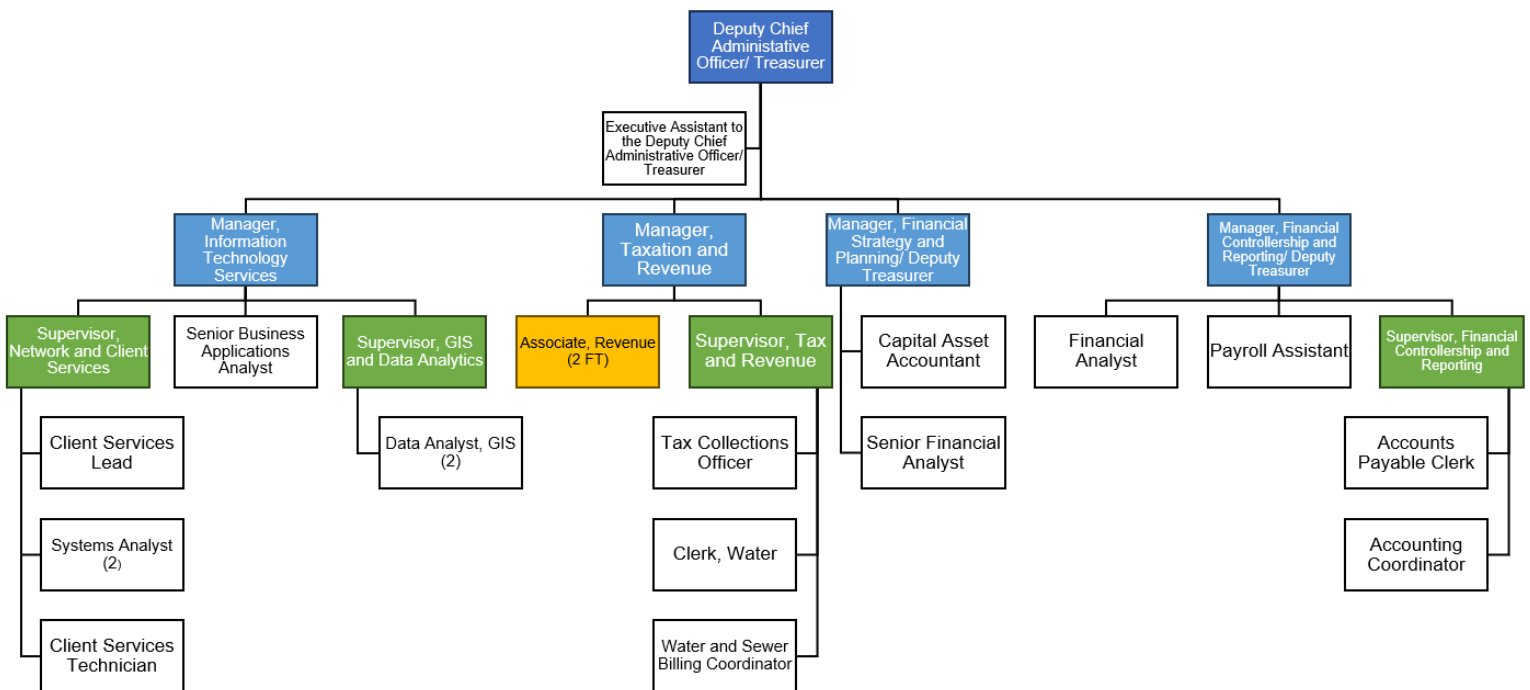 Deputy Chief
Administative
Officer/ Treasurer
Executive Assistant to
the Deputy Chief
Administrative Officer/
Treasurer
Manager,
Information
Technology
Services
Manager,
Taxation and
Revenue
Manager, Financial
Strategy and
Planning/ Deputy
Treasurer
Manager, Financial
Controllership and
Reporting/ Deputy
Treasurer
Supervisor,
Network and Client
Services
Senior Business
Applications
Analyst
Supervisor, GIS
and Data Analytics
Associate, Revenue
(2 FT)
Supervisor, Tax
and Revenue
Capital Asset
Accountant
Financial
Analyst
Payroll Assistant
Supervisor, Financial
Controllership and
Reporting
Client Services
Lead
Data Analyst, GIS
(2)
Tax Collections
Officer
Senior Financial
Analyst
Accounts
Payable Clerk
Systems Analyst
(2)
Clerk, Water
Accounting
Coordinator
Client Services
Technician
Water and Sewer
Billing Coordinator